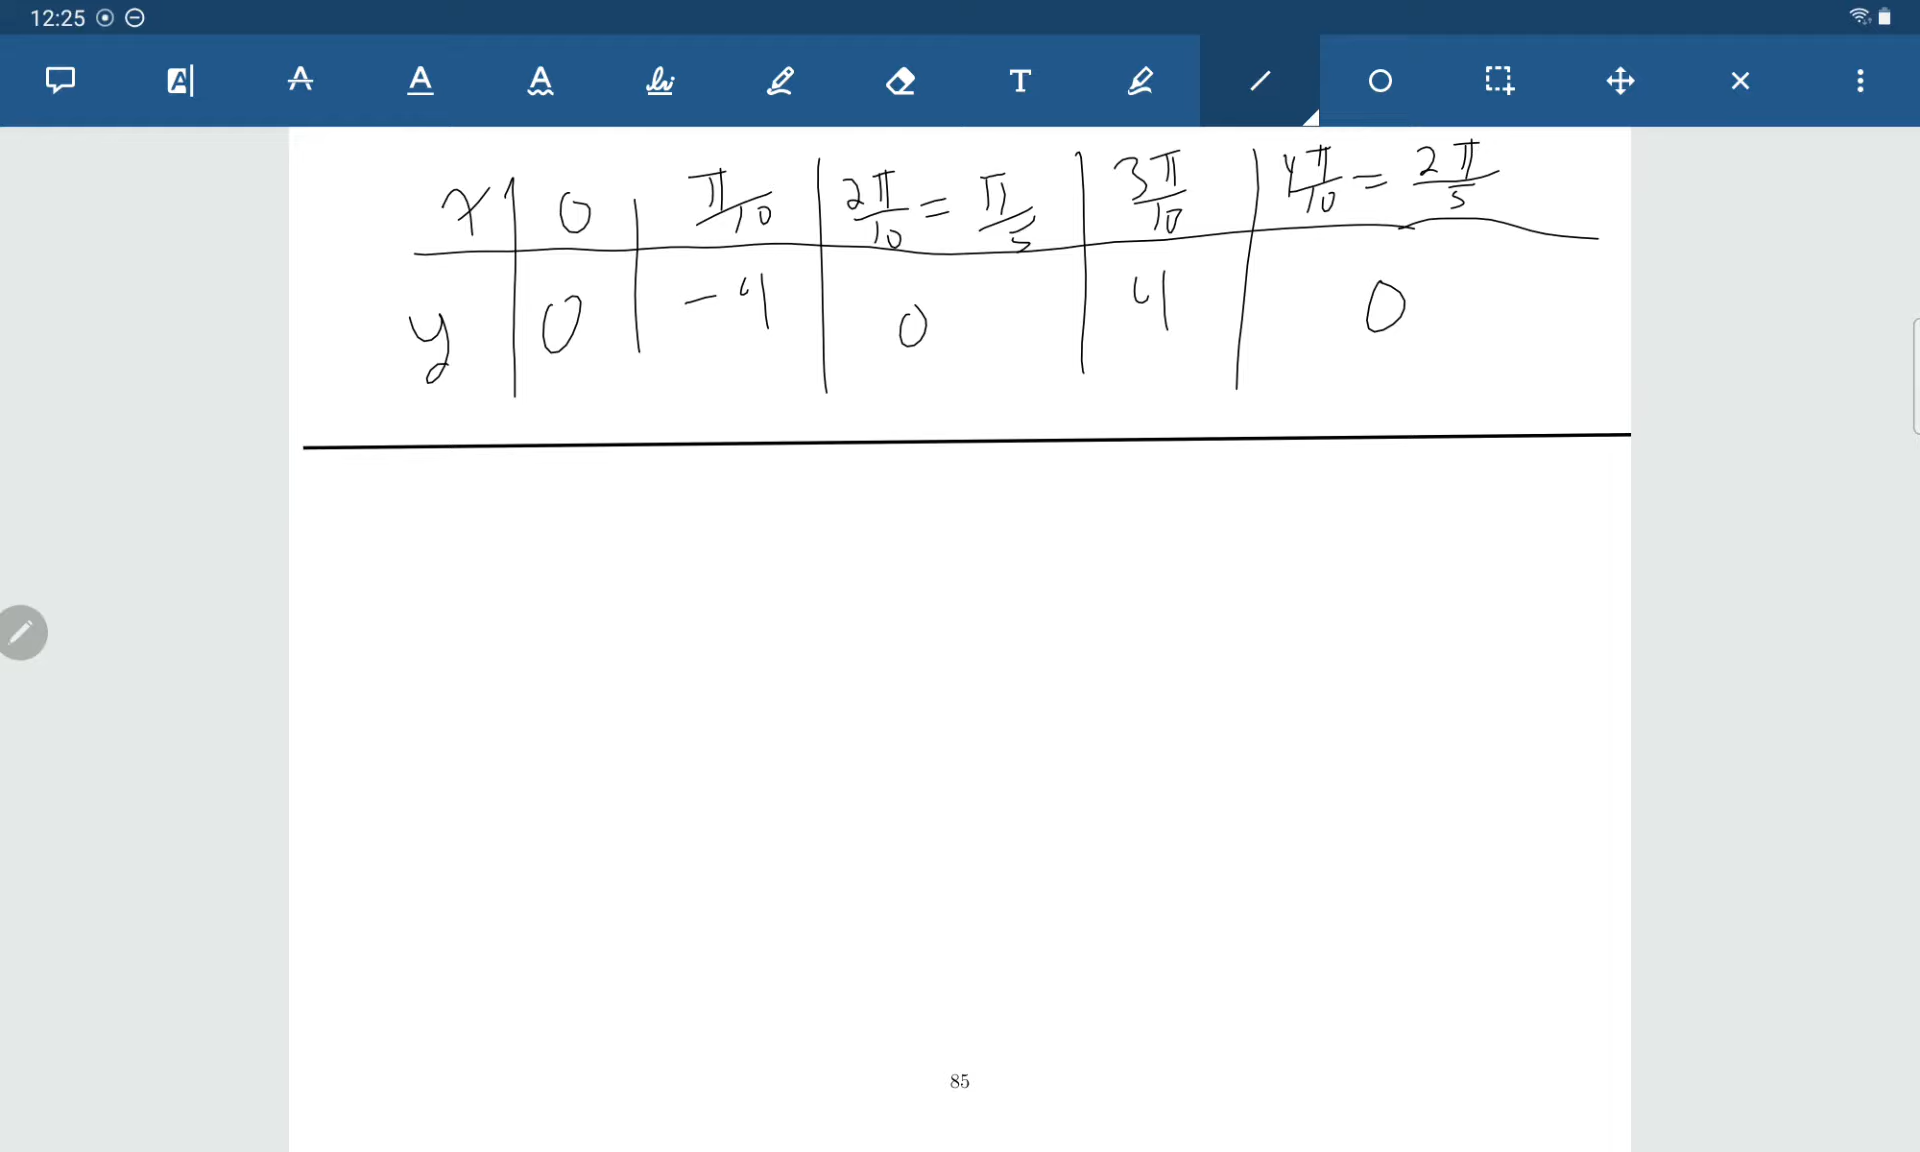 12:25
x | 0 | π/10 | 2π/10 = π/5 | 3π/10 | 4π/10 = 2π/5
y | 0 | -4 | 0 | 4 | 0
85